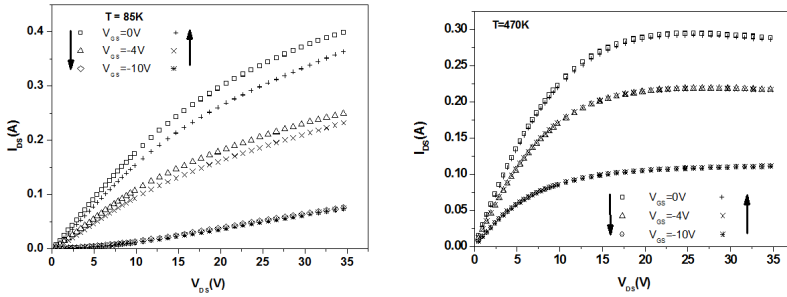 T = 85K
V_GS=0V
V_GS=-4V
V_GS=-10V
I_DS(A)
0.4
0.3
0.2
0.1
0.0
0 5 10 15 20 25 30 35
V_DS(V)
T=470K
I_DS(A)
0.30
0.25
0.20
0.15
0.10
0.05
0.00
V_GS=0V
V_GS=-4V
V_GS=-10V
0 5 10 15 20 25 30 35
V_DS(V)